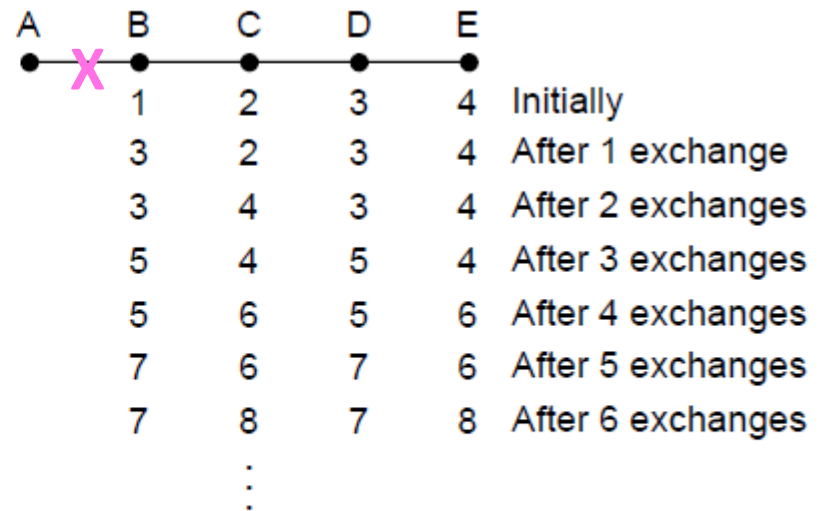 A B C D E
X
1 2 3 4 Initially
3 2 3 4 After 1 exchange
3 4 3 4 After 2 exchanges
5 4 5 4 After 3 exchanges
5 6 5 6 After 4 exchanges
7 6 7 6 After 5 exchanges
7 8 7 8 After 6 exchanges
⋮